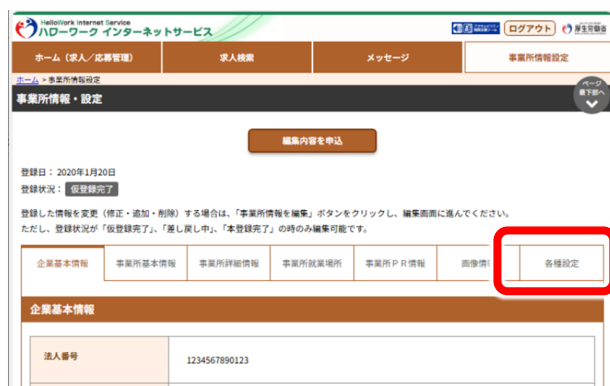 HelloWork Internet Service
ハローワーク インターネットサービス
ログアウト
厚生労働省
ホーム（求人／応募管理） 求人検索 メッセージ 事業所情報設定
ホーム > 事業所情報設定
事業所情報・設定
ページ
最下部へ
編集内容を申込
登録日： 2020年1月20日
登録状況： 仮登録完了
登録した情報を変更（修正・追加・削除）する場合は、「事業所情報を編集」ボタンをクリックし、編集画面に進んでください。
ただし、登録状況が「仮登録完了」、「差し戻し中」、「本登録完了」の時のみ編集可能です。
企業基本情報 事業所基本情報 事業所詳細情報 事業所就業場所 事業所ＰＲ情報 画像情 各種設定
企業基本情報
法人番号 1234567890123